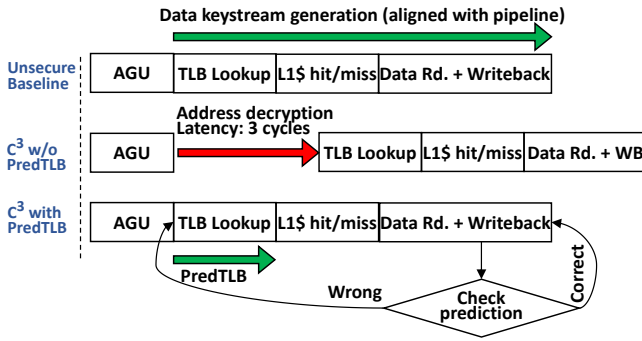 Data keystream generation (aligned with pipeline)
Unsecure
Baseline
AGU
TLB Lookup
L1$ hit/miss
Data Rd. + Writeback
Address decryption
Latency: 3 cycles
C³ w/o
PredTLB
AGU
TLB Lookup
L1$ hit/miss
Data Rd. + WB
C³ with
PredTLB
AGU
TLB Lookup
L1$ hit/miss
Data Rd. + Writeback
PredTLB
Wrong
Check
prediction
Correct